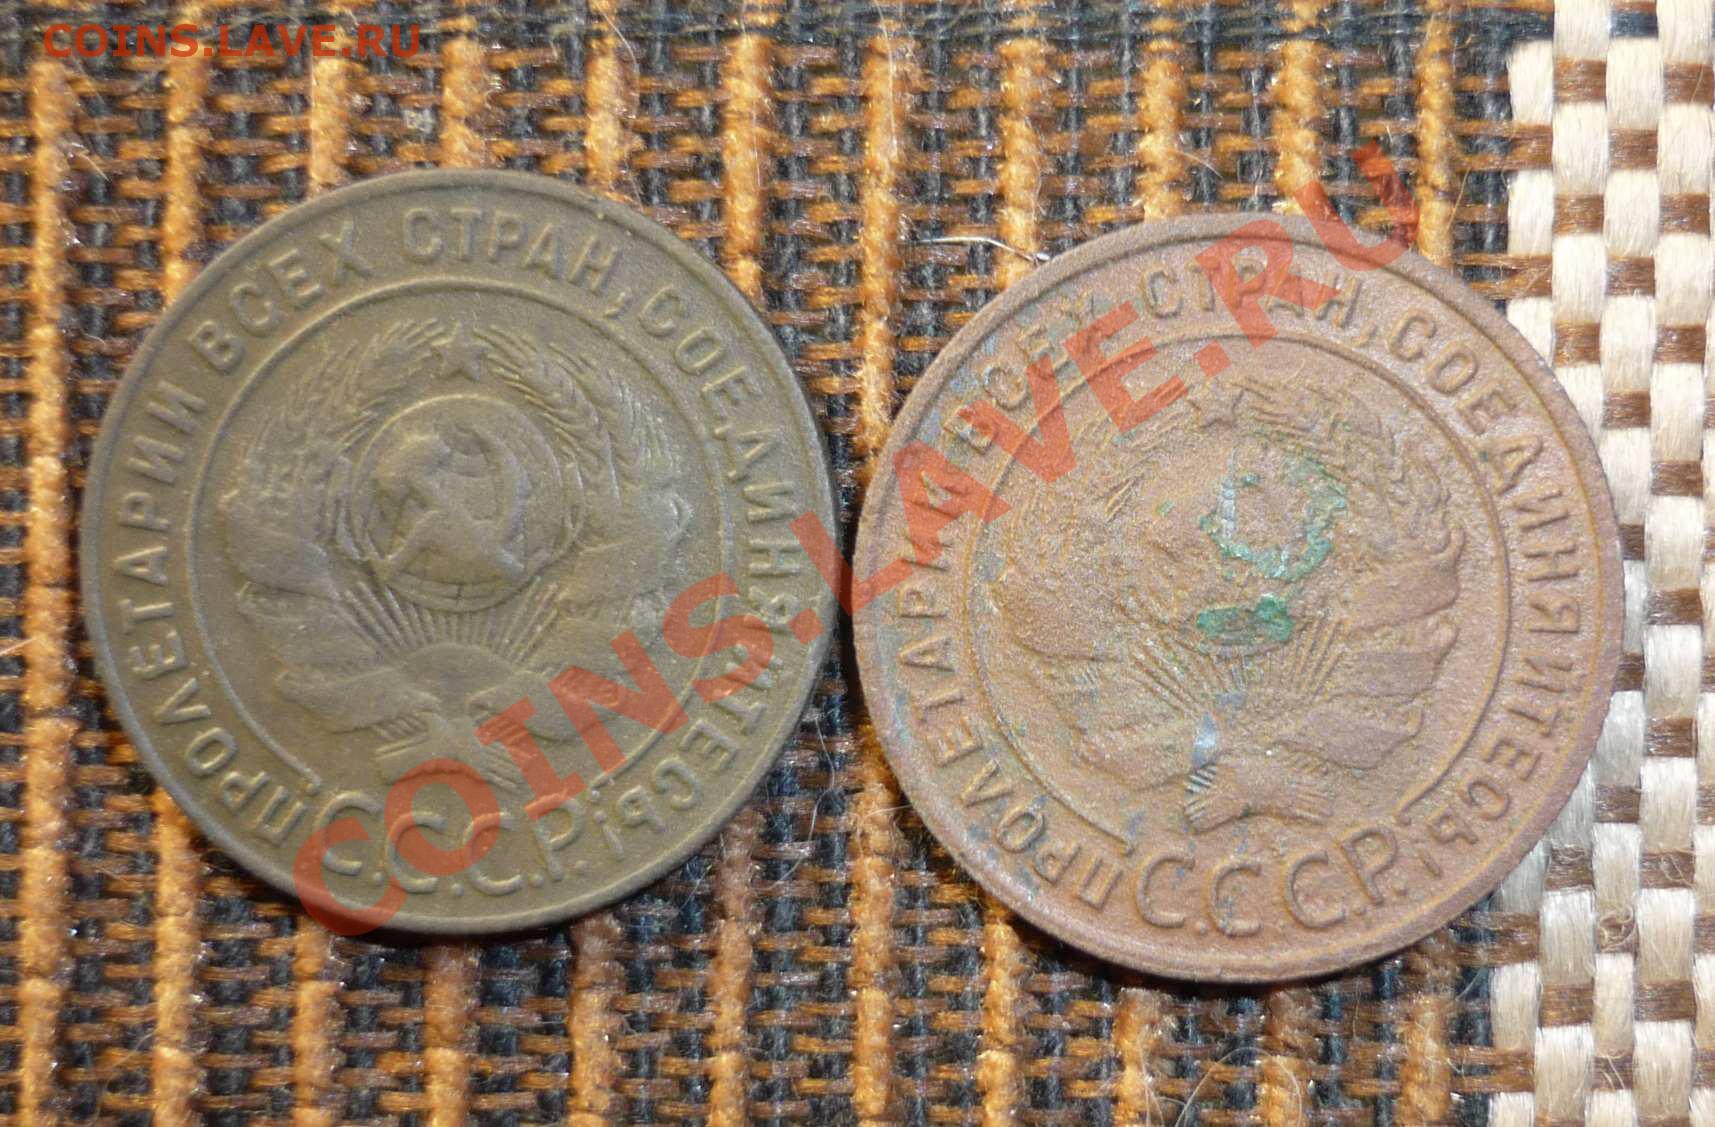 COINS.LAVE.RU
ПРОЛЕТАРИИ ВСЕХ СТРАН, СОЕДИНЯЙТЕСЬ!
С.С.С.Р.
ПРОЛЕТАРИИ ВСЕХ СТРАН, СОЕДИНЯЙТЕСЬ!
С.С.С.Р.
COINS.LAVE.RU